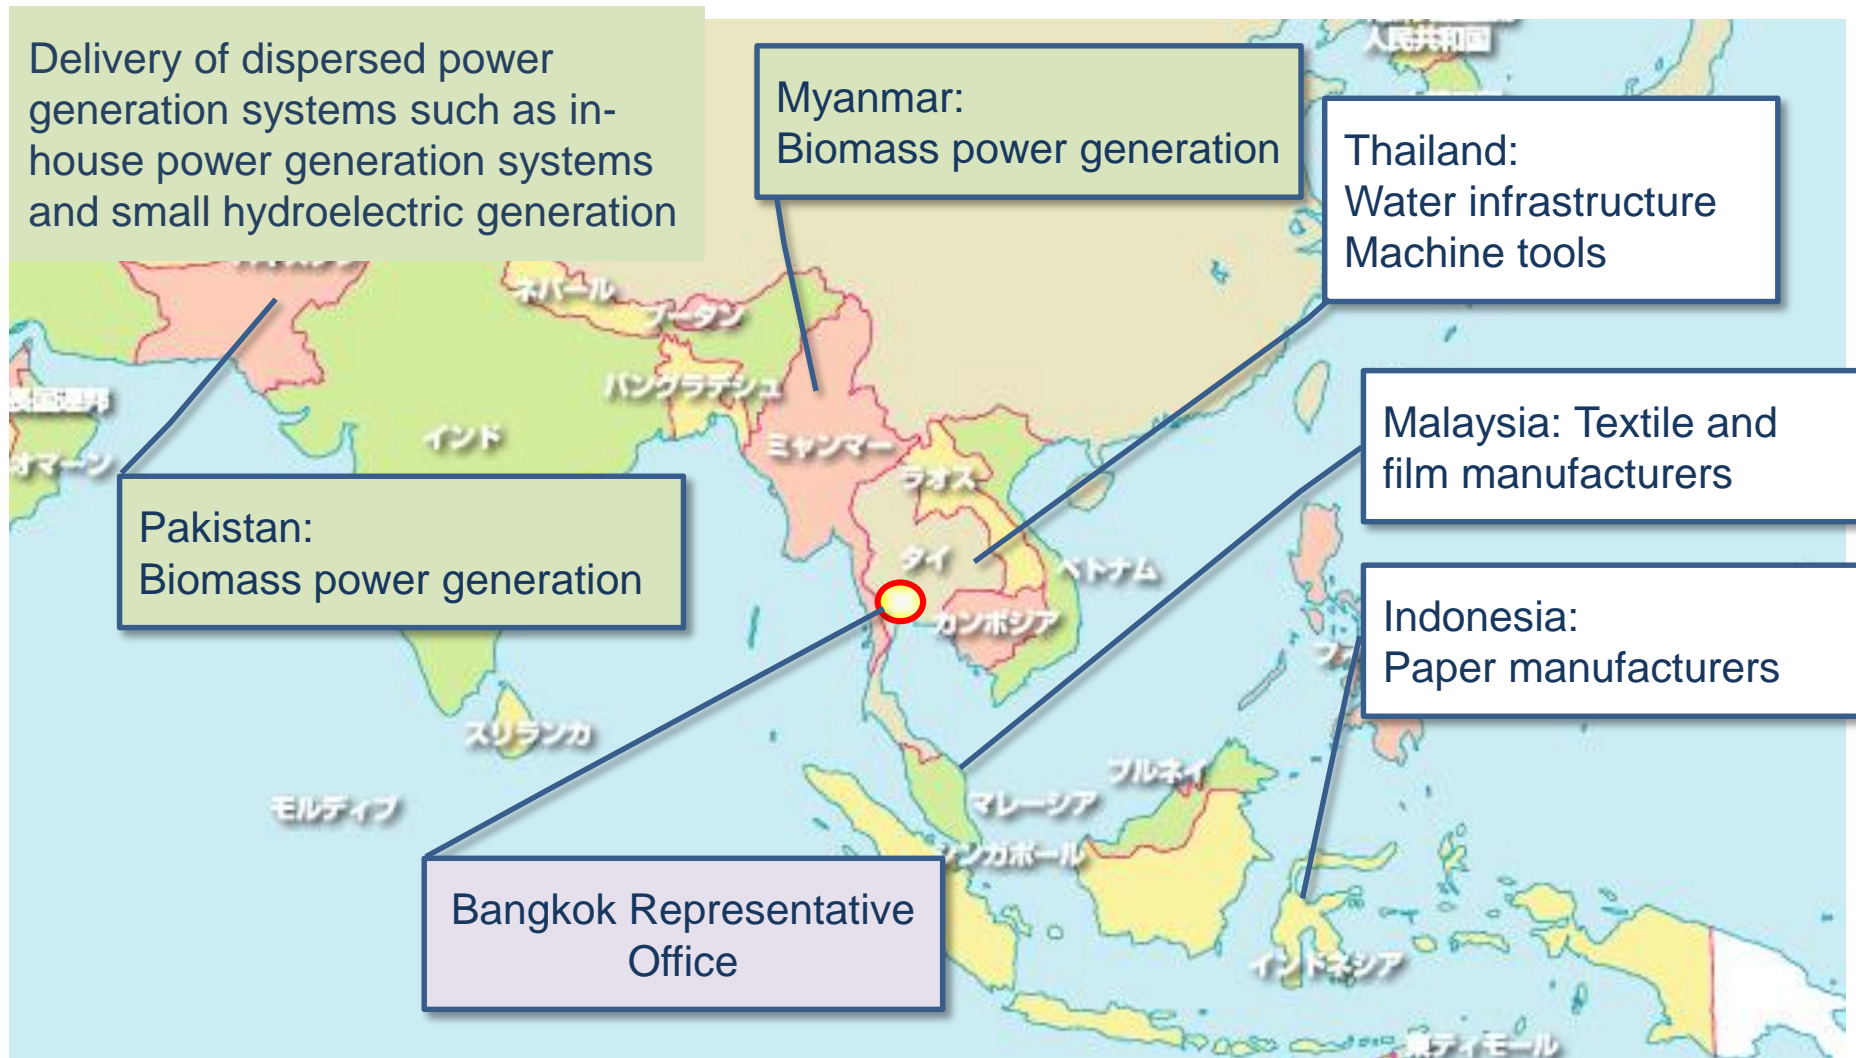 Delivery of dispersed power
generation systems such as in-
house power generation systems
and small hydroelectric generation
Myanmar:
Biomass power generation
人民共和国
Thailand:
Water infrastructure
Machine tools
ネパール
ブータン
バングラデシュ
インド
ミャンマー
ラオス
オマーン
Malaysia: Textile and
film manufacturers
Pakistan:
Biomass power generation
タイ
ベトナム
カンボジア
Indonesia:
Paper manufacturers
スリランカ
ブルネイ
モルディブ
マレーシア
シンガポール
Bangkok Representative
Office
インドネシア
東ティモール